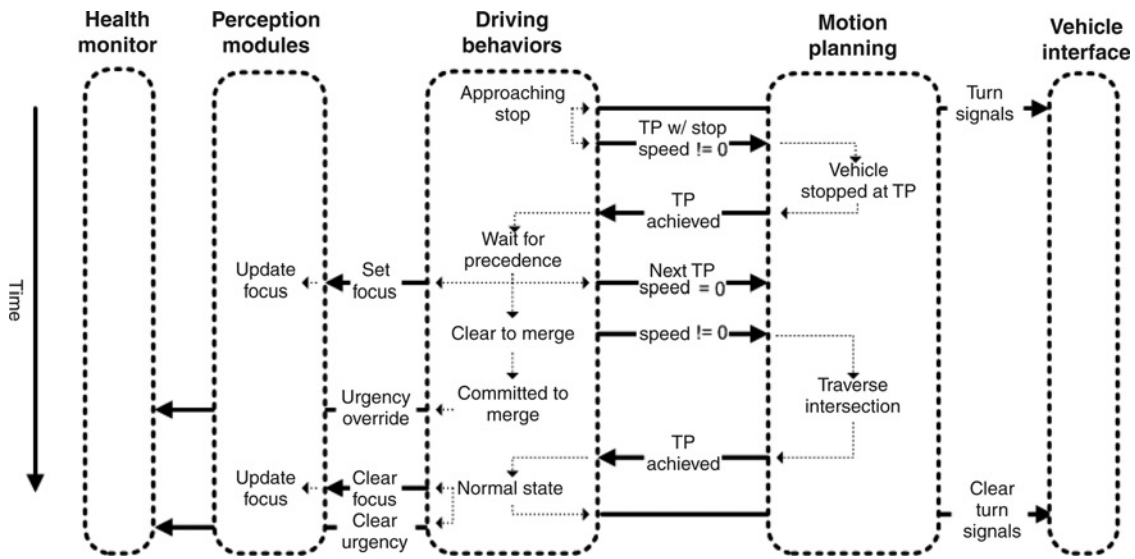 Health
monitor
Perception
modules
Driving
behaviors
Motion
planning
Vehicle
interface
Time
Approaching
stop
Turn
signals
TP w/ stop
speed != 0
Vehicle
stopped at TP
TP
achieved
Wait for
precedence
Update
focus
Set
focus
Next TP
speed = 0
Clear to merge
speed != 0
Urgency
override
Committed to
merge
Traverse
intersection
TP
achieved
Update
focus
Clear
focus
Normal state
Clear
urgency
Clear
turn
signals